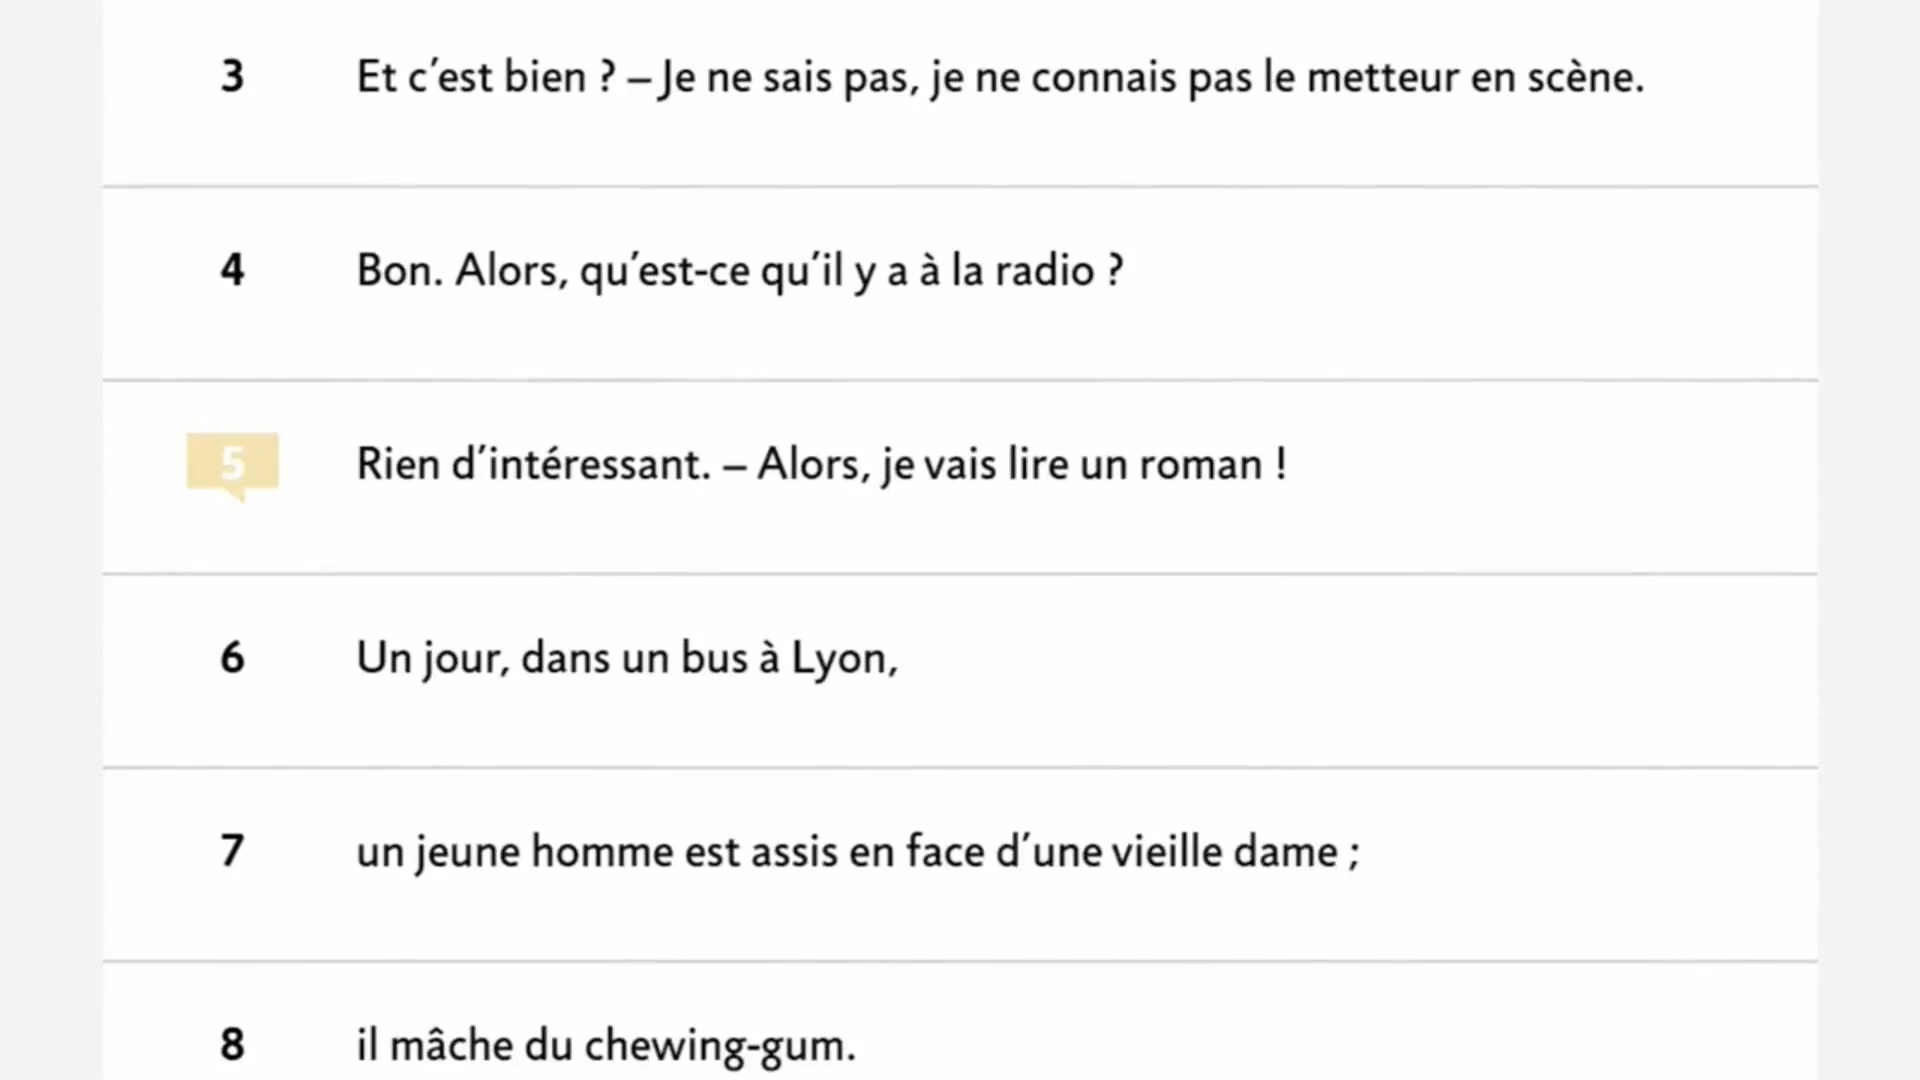 3 Et c’est bien ? – Je ne sais pas, je ne connais pas le metteur en scène.
4 Bon. Alors, qu’est-ce qu’il y a à la radio ?
5 Rien d’intéressant. – Alors, je vais lire un roman !
6 Un jour, dans un bus à Lyon,
7 un jeune homme est assis en face d’une vieille dame ;
8 il mâche du chewing-gum.